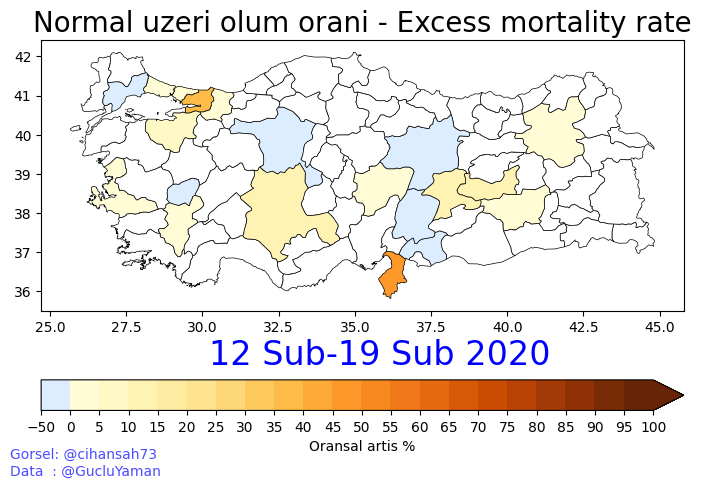 Normal uzeri olum orani - Excess mortality rate
42
41
40
39
38
37
36
25.0 27.5 30.0 32.5 35.0 37.5 40.0 42.5 45.0
12 Sub-19 Sub 2020
−50 0 5 10 15 20 25 30 35 40 45 50 55 60 65 70 75 80 85 90 95 100
Oransal artis %
Gorsel: @cihansah73
Data : @GucluYaman